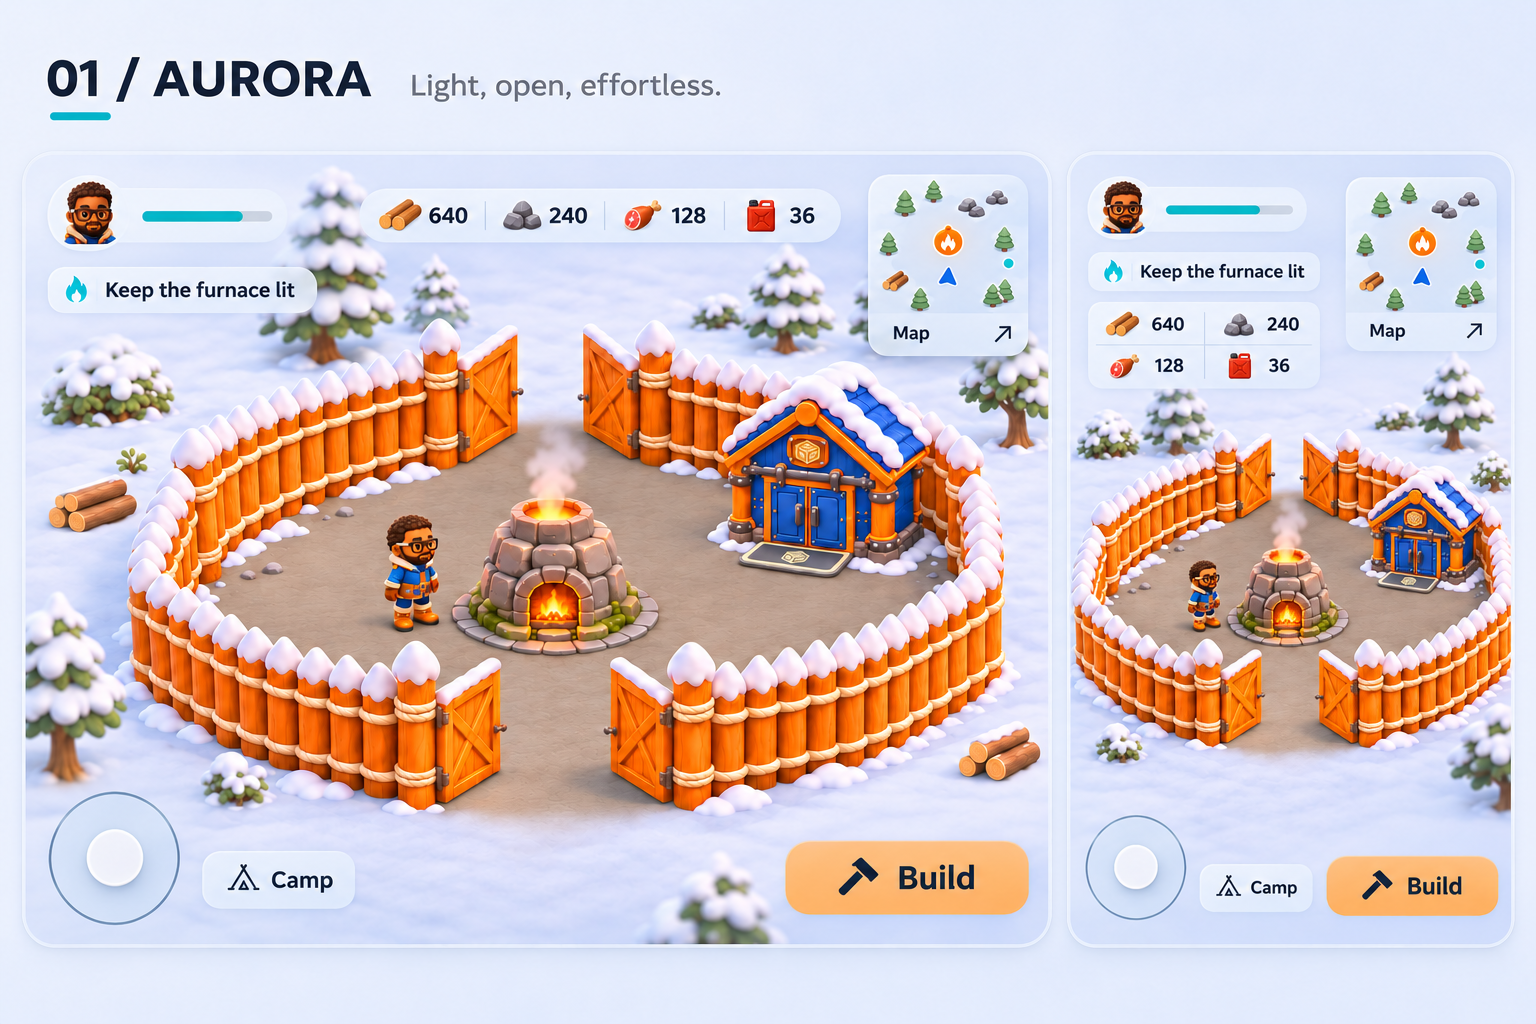 01 / AURORA
Light, open, effortless.
640
240
128
36
Keep the furnace lit
Map
Camp
Build
Keep the furnace lit
640
240
128
36
Map
Camp
Build